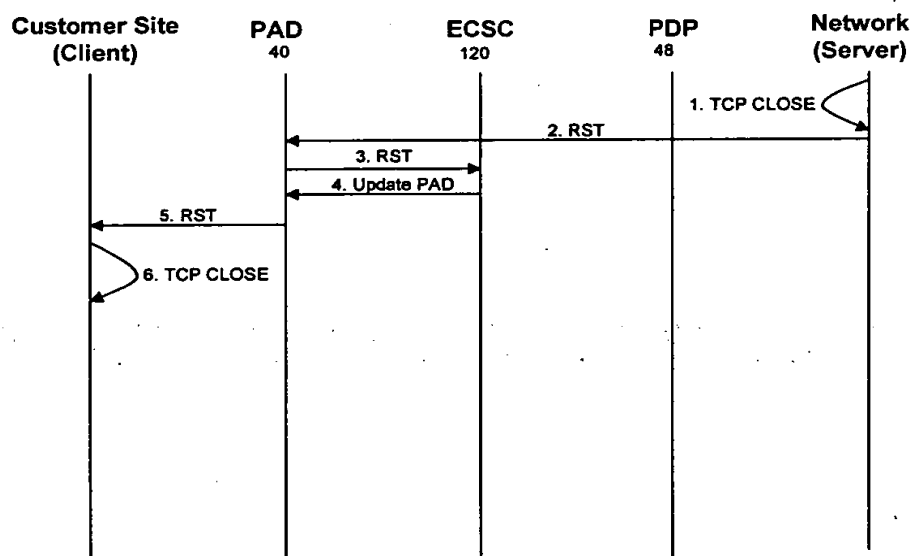 Customer Site
(Client)
PAD
40
ECSC
120
PDP
48
Network
(Server)
1. TCP CLOSE
2. RST
3. RST
4. Update PAD
5. RST
6. TCP CLOSE